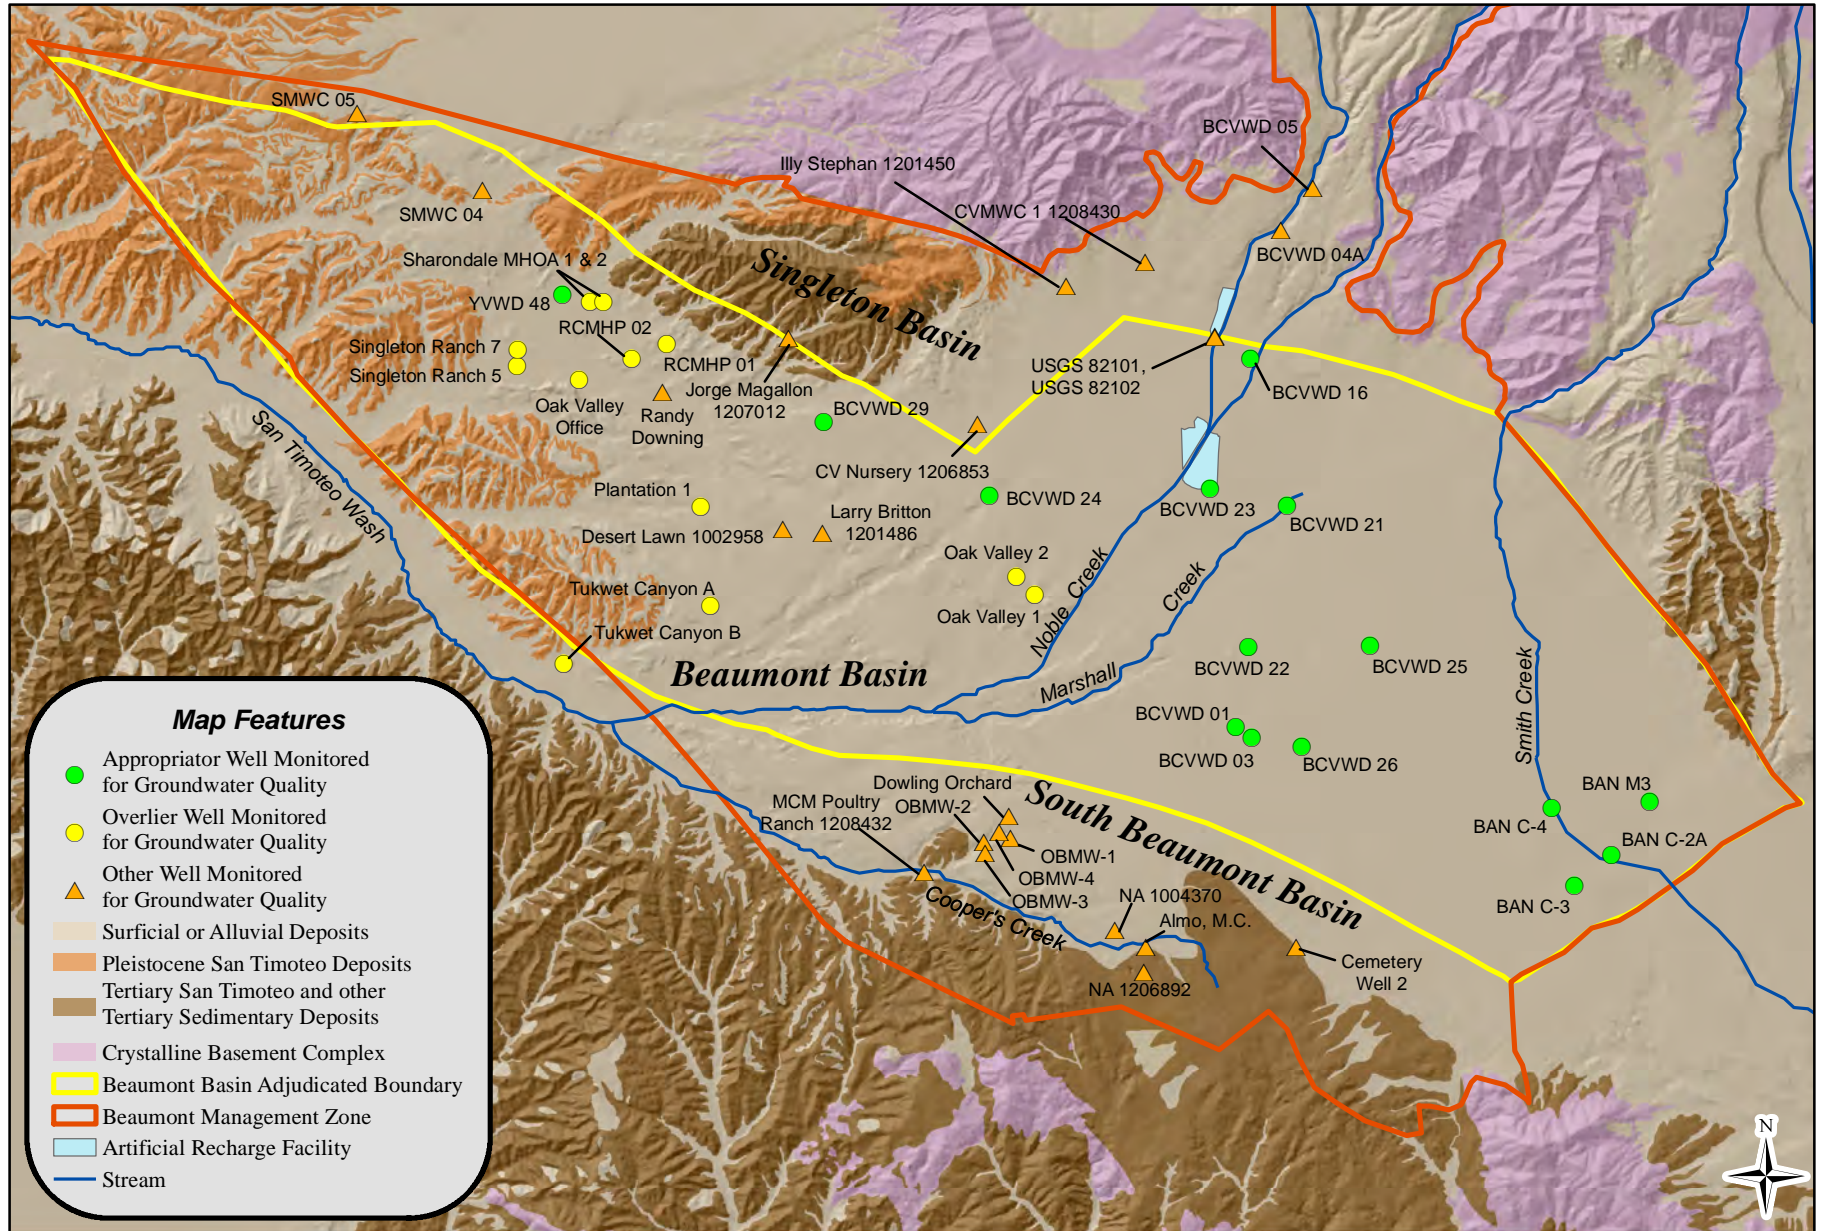 SMWC 05
BCVWD 05
Illy Stephan 1201450
CVMWC 1 1208430
SMWC 04
BCVWD 04A
Sharondale MHOA 1 & 2
Singleton Basin
YVWD 48
RCMHP 02
Singleton Ranch 7
RCMHP 01
Singleton Ranch 5
USGS 82101,
USGS 82102
Jorge Magallon
1207012
BCVWD 16
Oak Valley
Office
Randy
Downing
BCVWD 29
San Timoteo Wash
CV Nursery 1206853
Plantation 1
BCVWD 24
BCVWD 23
BCVWD 21
Larry Britton
1201486
Desert Lawn 1002958
Oak Valley 2
Noble Creek
Creek
Tukwet Canyon A
Oak Valley 1
Tukwet Canyon B
Beaumont Basin
Marshall
BCVWD 22
BCVWD 25
Smith Creek
BCVWD 01
BCVWD 03
BCVWD 26
Dowling Orchard
South Beaumont Basin
BAN M3
MCM Poultry
Ranch 1208432
OBMW-2
BAN C-4
BAN C-2A
OBMW-1
OBMW-4
OBMW-3
Cooper's Creek
NA 1004370
BAN C-3
Almo, M.C.
Cemetery
Well 2
NA 1206892
Map Features
Appropriator Well Monitored
for Groundwater Quality
Overlier Well Monitored
for Groundwater Quality
Other Well Monitored
for Groundwater Quality
Surficial or Alluvial Deposits
Pleistocene San Timoteo Deposits
Tertiary San Timoteo and other
Tertiary Sedimentary Deposits
Crystalline Basement Complex
Beaumont Basin Adjudicated Boundary
Beaumont Management Zone
Artificial Recharge Facility
Stream
N